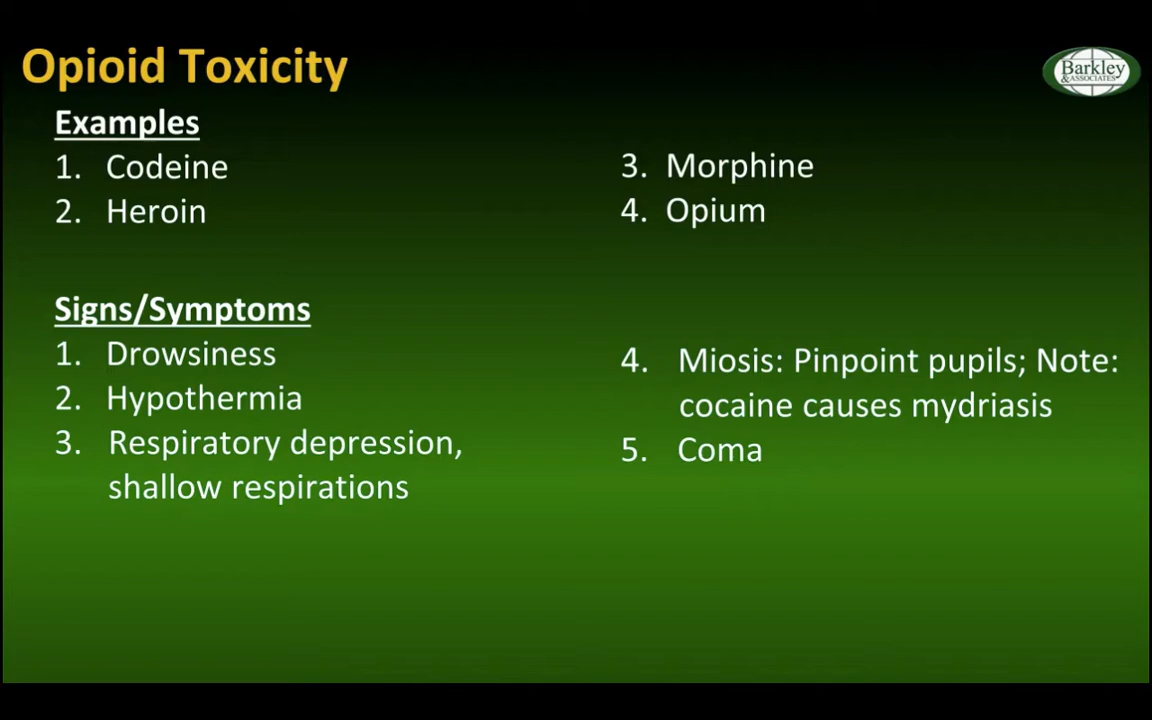 Opioid Toxicity
Barkley
& ASSOCIATES
Examples
1. Codeine
2. Heroin
3. Morphine
4. Opium
Signs/Symptoms
1. Drowsiness
2. Hypothermia
3. Respiratory depression,
shallow respirations
4. Miosis: Pinpoint pupils; Note:
cocaine causes mydriasis
5. Coma